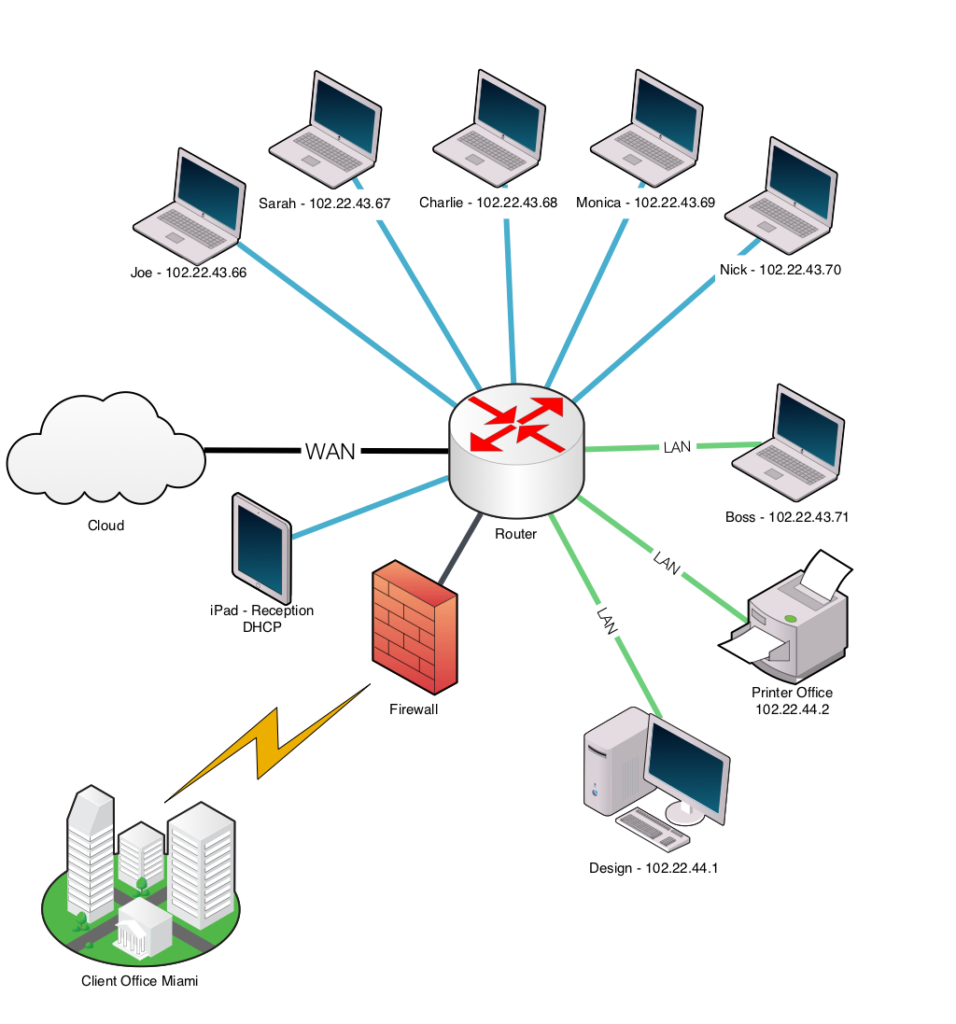 Sarah - 102.22.43.67
Charlie - 102.22.43.68
Monica - 102.22.43.69
Joe - 102.22.43.66
Nick - 102.22.43.70
WAN
LAN
Boss - 102.22.43.71
Cloud
Router
LAN
iPad - Reception
DHCP
LAN
Printer Office
102.22.44.2
Firewall
Design - 102.22.44.1
Client Office Miami